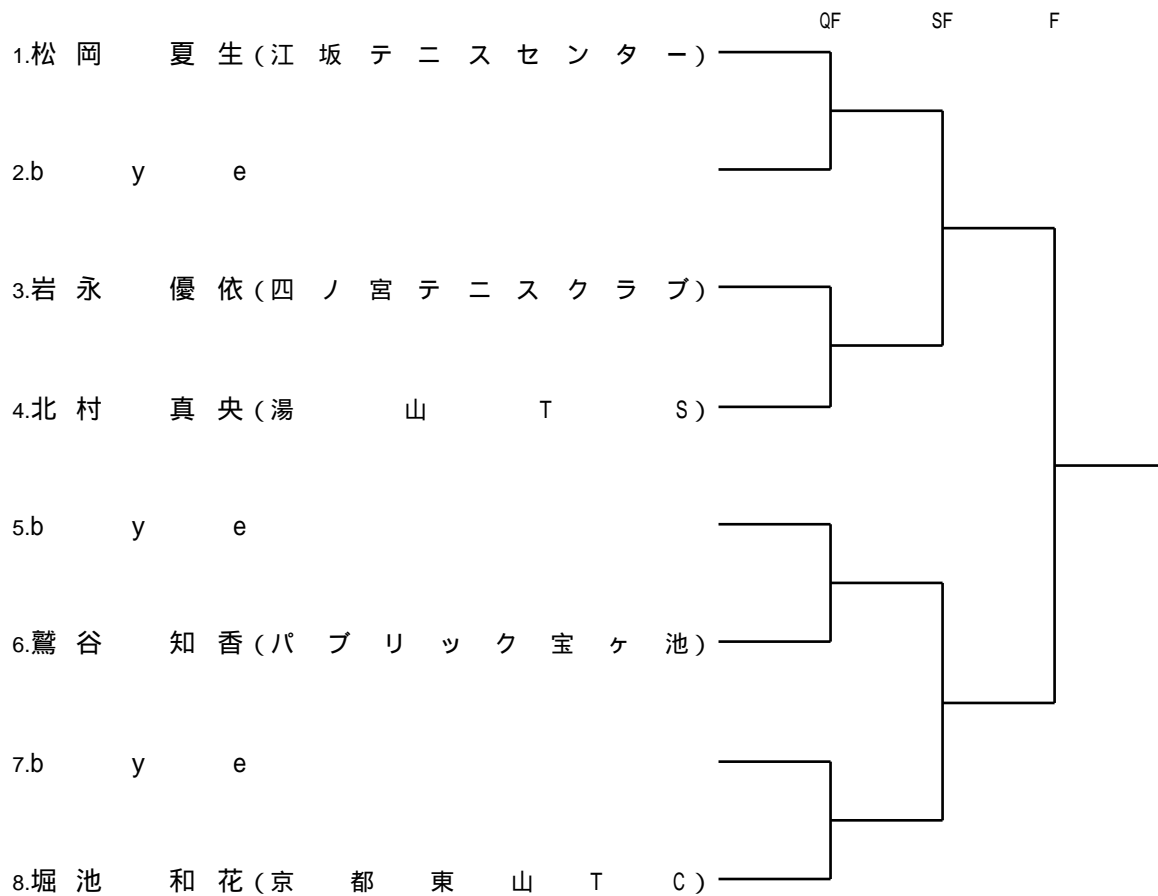 QF SF F
1.松岡 夏生(江坂テニスセンター)
2.bye
3.岩永 優依(四ノ宮テニスクラブ)
4.北村 真央(湯山TS)
5.bye
6.鷲谷 知香(パブリック宝ヶ池)
7.bye
8.堀池 和花(京都東山TC)